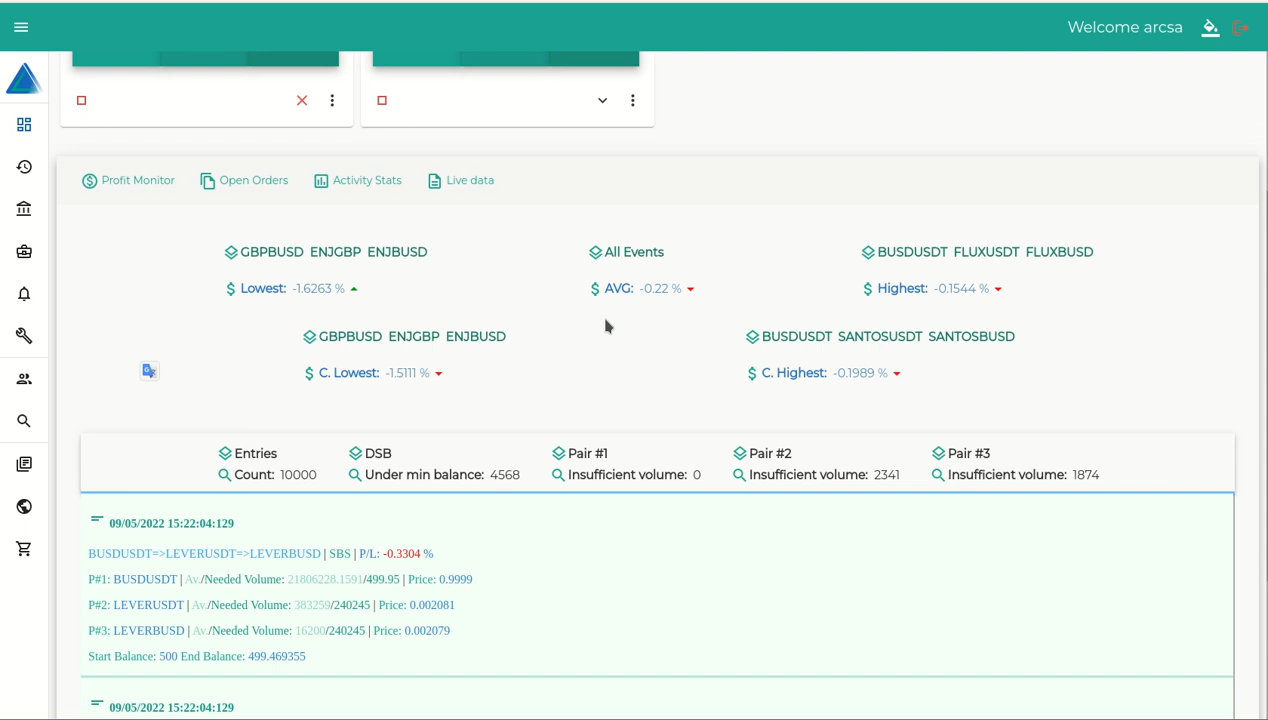 Welcome arcsa
Profit Monitor Open Orders Activity Stats Live data
GBPBUSD ENJGBP ENJBUSD All Events BUSDUSDT FLUXUSDT FLUXBUSD
$ Lowest: -1.6263 % $ AVG: -0.22 % $ Highest: -0.1544 %
GBPBUSD ENJGBP ENJBUSD BUSDUSDT SANTOSUSDT SANTOSBUSD
$ C. Lowest: -1.5111 % $ C. Highest: -0.1989 %
Entries DSB Pair #1 Pair #2 Pair #3
Count: 10000 Under min balance: 4568 Insufficient volume: 0 Insufficient volume: 2341 Insufficient volume: 1874
09/05/2022 15:22:04:129
BUSDUSDT=>LEVERUSDT=>LEVERBUSD | SBS | P/L: -0.3304 %
P#1: BUSDUSDT | Av./Needed Volume: 21806228.1591/499.95 | Price: 0.9999
P#2: LEVERUSDT | Av./Needed Volume: 383259/240245 | Price: 0.002081
P#3: LEVERBUSD | Av./Needed Volume: 16200/240245 | Price: 0.002079
Start Balance: 500 End Balance: 499.469355
09/05/2022 15:22:04:129